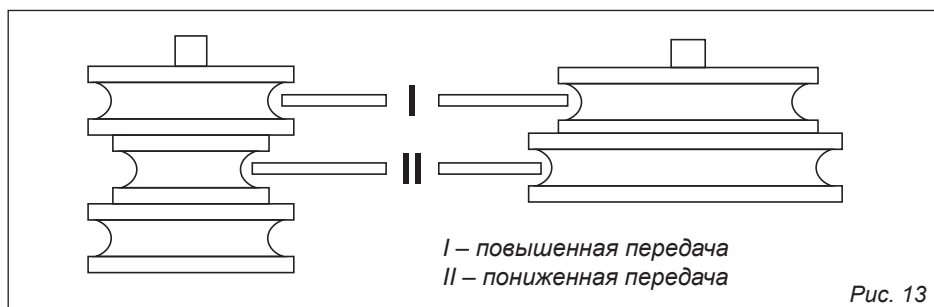 I
II
I – повышенная передача
II – пониженная передача
Рис. 13